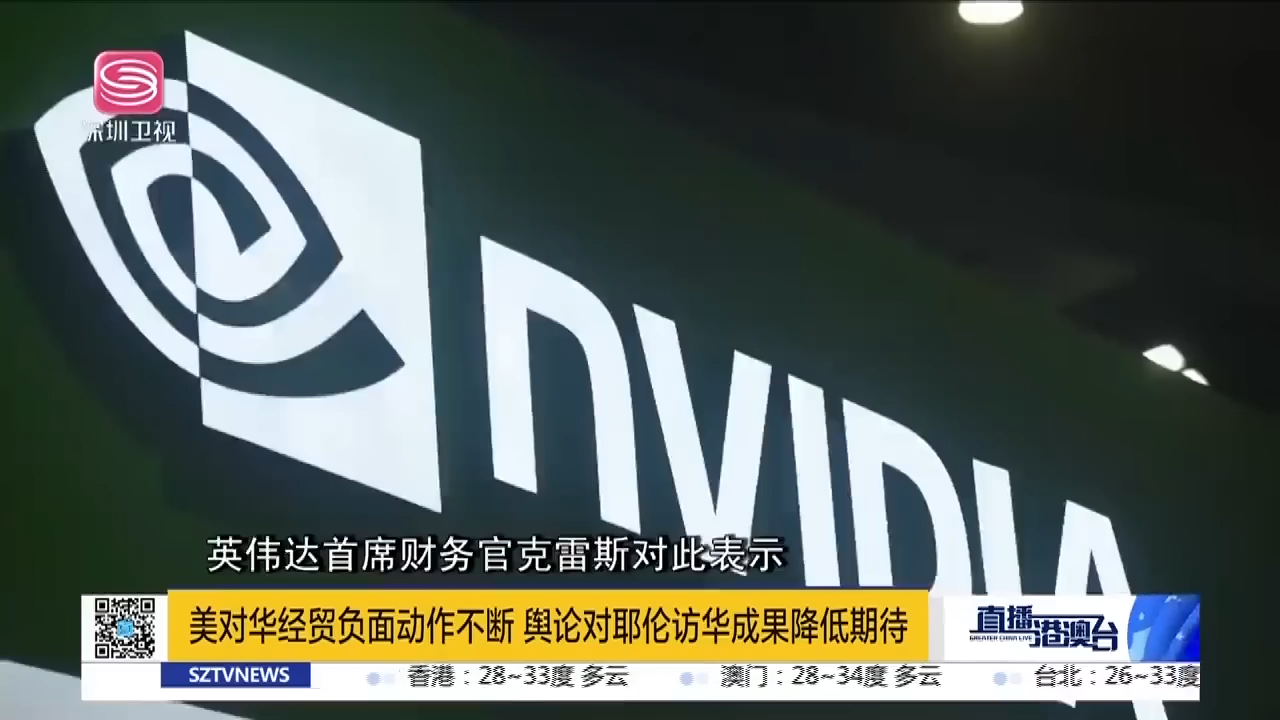 深圳卫视
nVIDIA
英伟达首席财务官克雷斯对此表示
美对华经贸负面动作不断 舆论对耶伦访华成果降低期待
直播港澳台
GREATER CHINA LIVE
SZTVNEWS
香港：28~33度 多云
澳门：28~34度 多云
台北：26~33度